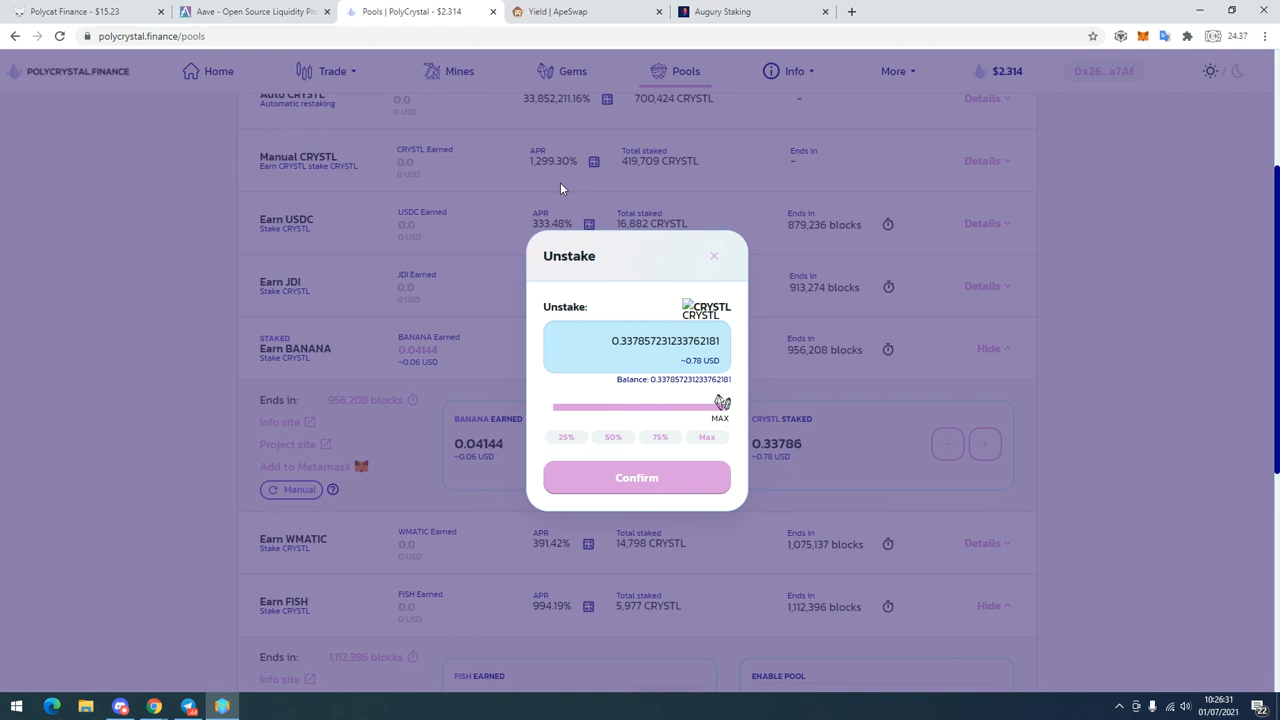 Polycat Finance - $15.23
Aave - Open Source Liquidity Pro
Pools | PolyCrystal - $2.314
Yield | ApeSwap
Augury Staking
polycrystal.finance/pools
24.37
POLYCRYSTAL.FINANCE
Home
Trade
Mines
Gems
Pools
Info
More
$2.314
0x26...a7Af
/
Auto CRYSTL
Automatic restaking
0.0
0 USD
33,852,211.16%
700,424 CRYSTL
-
Details
Manual CRYSTL
Earn CRYSTL stake CRYSTL
CRYSTL Earned
0.0
0 USD
APR
1,299.30%
Total staked
419,709 CRYSTL
Ends in
-
Details
Earn USDC
Stake CRYSTL
USDC Earned
0.0
0 USD
APR
333.48%
Total staked
16,882 CRYSTL
Ends in
879,236 blocks
Details
Earn JDI
Stake CRYSTL
JDI Earned
0.0
0 USD
Ends in
913,274 blocks
Details
STAKED
Earn BANANA
Stake CRYSTL
BANANA Earned
0.04144
~0.06 USD
Ends in
956,208 blocks
Hide
Ends in:
956,208 blocks
Info site
Project site
Add to Metamask
Manual
BANANA EARNED
0.04144
~0.06 USD
CRYSTL STAKED
0.33786
~0.78 USD
-
+
Unstake
Unstake:
CRYSTL
CRYSTL
0.337857231233762181
~0.78 USD
Balance: 0.337857231233762181
MAX
25%
50%
75%
Max
Confirm
Earn WMATIC
Stake CRYSTL
WMATIC Earned
0.0
0 USD
APR
391.42%
Total staked
14,798 CRYSTL
Ends in
1,075,137 blocks
Details
Earn FISH
Stake CRYSTL
FISH Earned
0.0
0 USD
APR
994.19%
Total staked
5,977 CRYSTL
Ends in
1,112,396 blocks
Hide
Ends in:
1,112,396 blocks
Info site
FISH EARNED
ENABLE POOL
10:26:31
01/07/2021
22